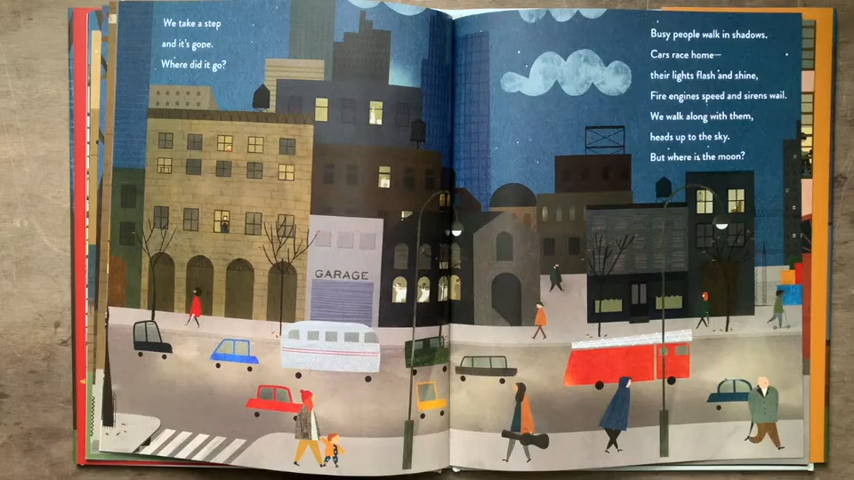 We take a step
and it's gone.
Where did it go?
GARAGE
Busy people walk in shadows.
Cars race home—
their lights flash and shine,
Fire engines speed and sirens wail.
We walk along with them,
heads up to the sky.
But where is the moon?